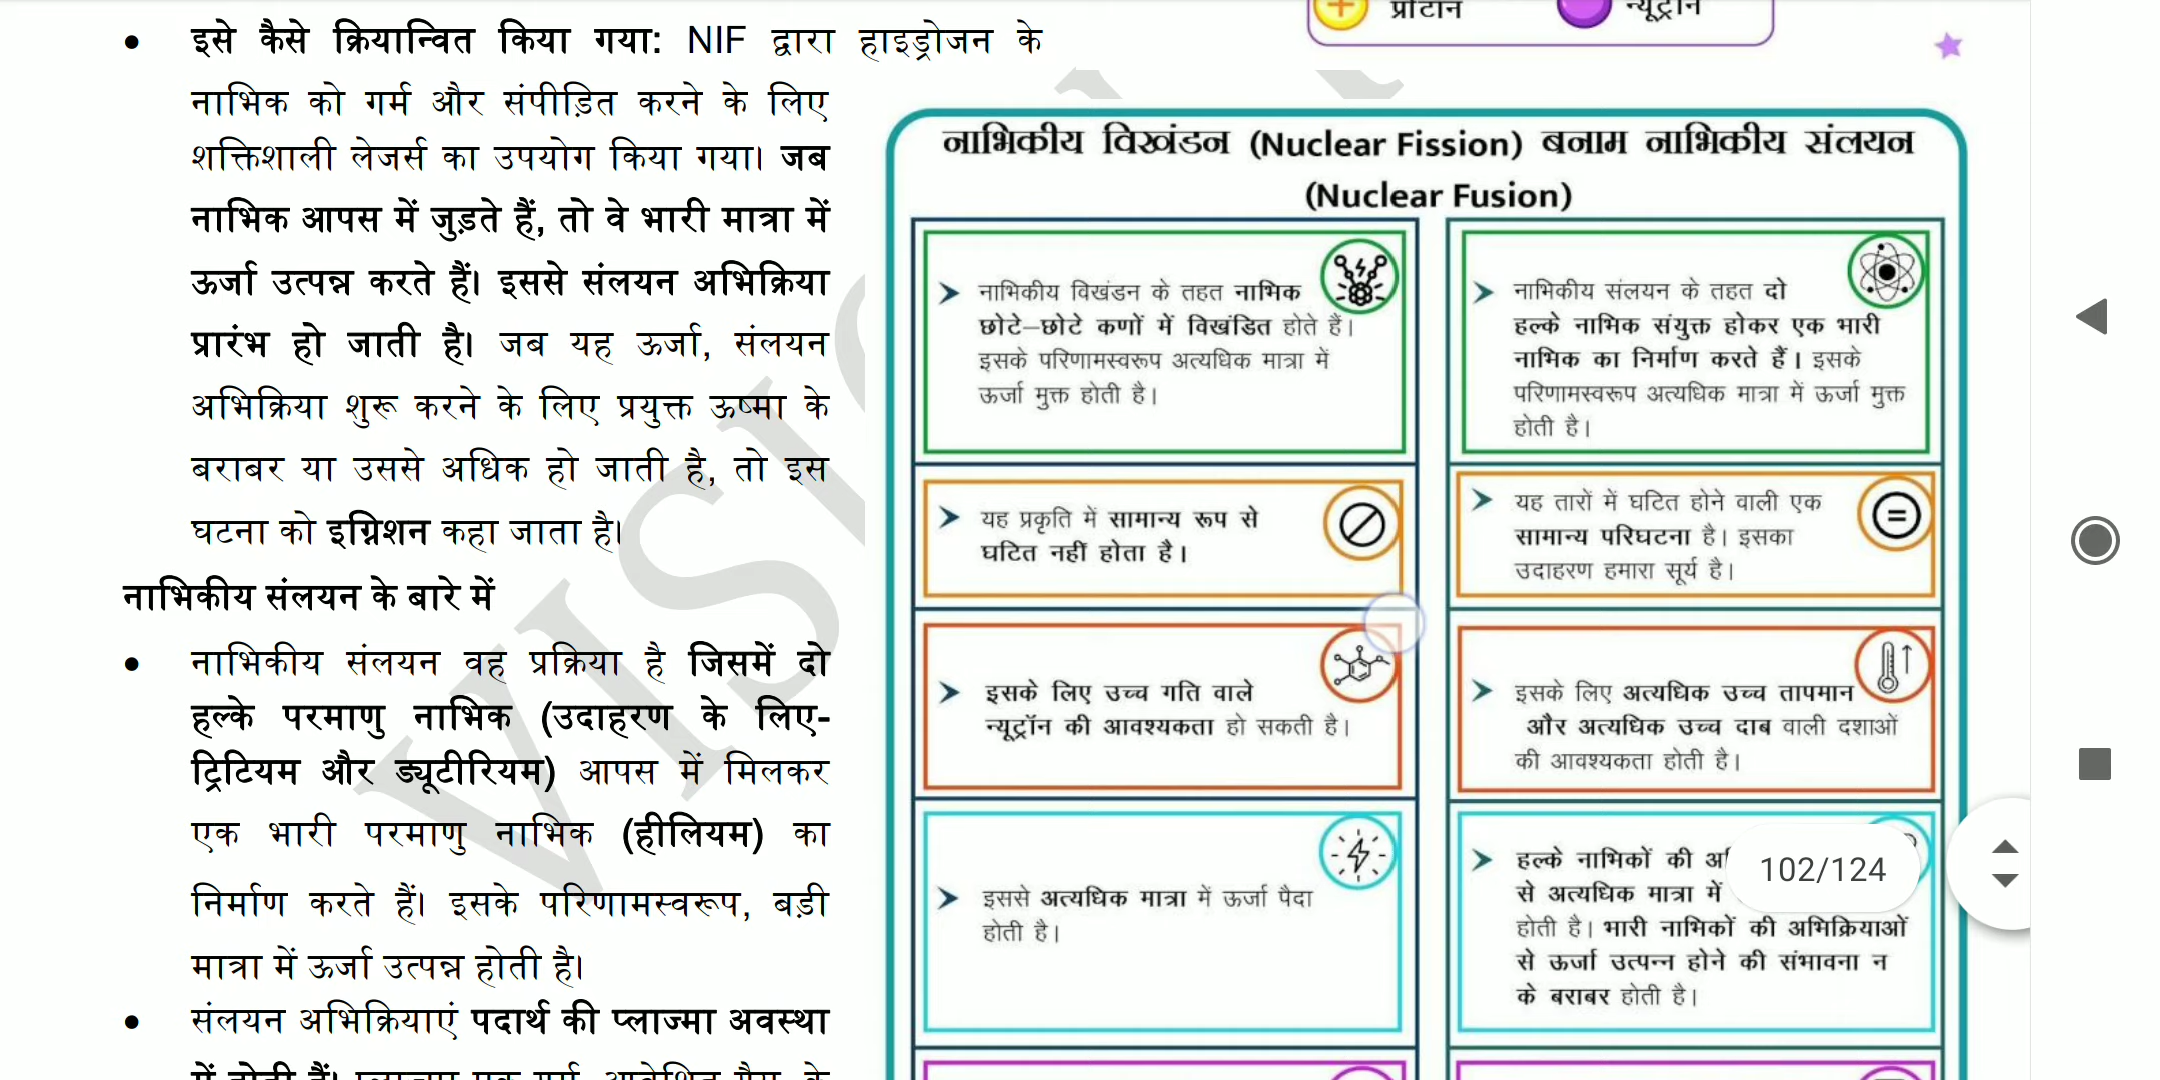 प्रोटॉन न्यूट्रॉन
• इसे कैसे क्रियान्वित किया गया: NIF द्वारा हाइड्रोजन के
नाभिक को गर्म और संपीड़ित करने के लिए
शक्तिशाली लेजर्स का उपयोग किया गया। जब
नाभिक आपस में जुड़ते हैं, तो वे भारी मात्रा में
ऊर्जा उत्पन्न करते हैं। इससे संलयन अभिक्रिया
प्रारंभ हो जाती है। जब यह ऊर्जा, संलयन
अभिक्रिया शुरू करने के लिए प्रयुक्त ऊष्मा के
बराबर या उससे अधिक हो जाती है, तो इस
घटना को इग्निशन कहा जाता है।
नाभिकीय संलयन के बारे में
• नाभिकीय संलयन वह प्रक्रिया है जिसमें दो
हल्के परमाणु नाभिक (उदाहरण के लिए-
ट्रिटियम और ड्यूटीरियम) आपस में मिलकर
एक भारी परमाणु नाभिक (हीलियम) का
निर्माण करते हैं। इसके परिणामस्वरूप, बड़ी
मात्रा में ऊर्जा उत्पन्न होती है।
• संलयन अभिक्रियाएं पदार्थ की प्लाज्मा अवस्था
में होती हैं। प्लाज्मा एक गर्म, आवेशित गैस के
नाभिकीय विखंडन (Nuclear Fission) बनाम नाभिकीय संलयन
(Nuclear Fusion)
नाभिकीय विखंडन के तहत नाभिक
छोटे–छोटे कणों में विखंडित होते हैं।
इसके परिणामस्वरूप अत्यधिक मात्रा में
ऊर्जा मुक्त होती है।
नाभिकीय संलयन के तहत दो
हल्के नाभिक संयुक्त होकर एक भारी
नाभिक का निर्माण करते हैं। इसके
परिणामस्वरूप अत्यधिक मात्रा में ऊर्जा मुक्त
होती है।
यह प्रकृति में सामान्य रूप से
घटित नहीं होता है।
यह तारों में घटित होने वाली एक
सामान्य परिघटना है। इसका
उदाहरण हमारा सूर्य है।
इसके लिए उच्च गति वाले
न्यूट्रॉन की आवश्यकता हो सकती है।
इसके लिए अत्यधिक उच्च तापमान
और अत्यधिक उच्च दाब वाली दशाओं
की आवश्यकता होती है।
इससे अत्यधिक मात्रा में ऊर्जा पैदा
होती है।
हल्के नाभिकों की
से अत्यधिक मात्रा में
होती है। भारी नाभिकों की अभिक्रियाओं
से ऊर्जा उत्पन्न होने की संभावना न
के बराबर होती है।
102/124
VISI